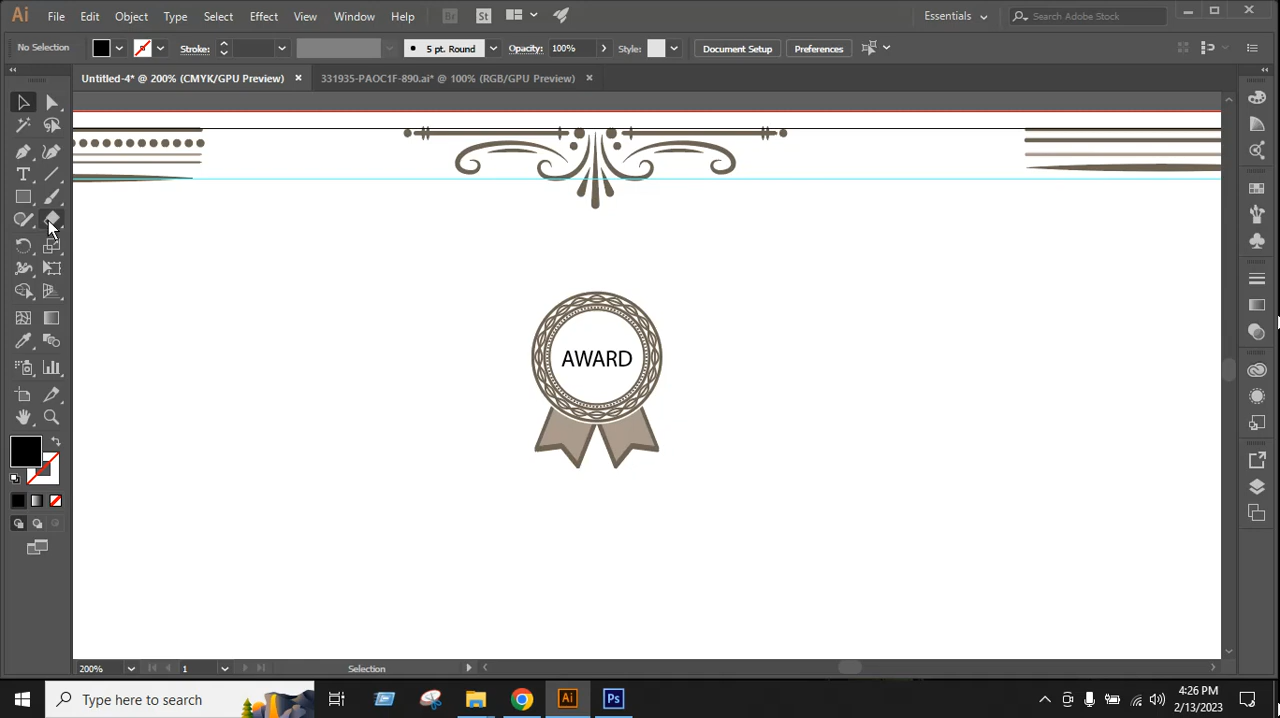 Ai File Edit Object Type Select Effect View Window Help Br St Essentials Search Adobe Stock
No Selection Stroke: 5 pt. Round Opacity: 100% Style: Document Setup Preferences
Untitled-4* @ 200% (CMYK/GPU Preview) × 331935-PAOC1F-890.ai* @ 100% (RGB/GPU Preview) ×
AWARD
200% 1 Selection
Type here to search Ai Ps 4:26 PM
2/13/2023